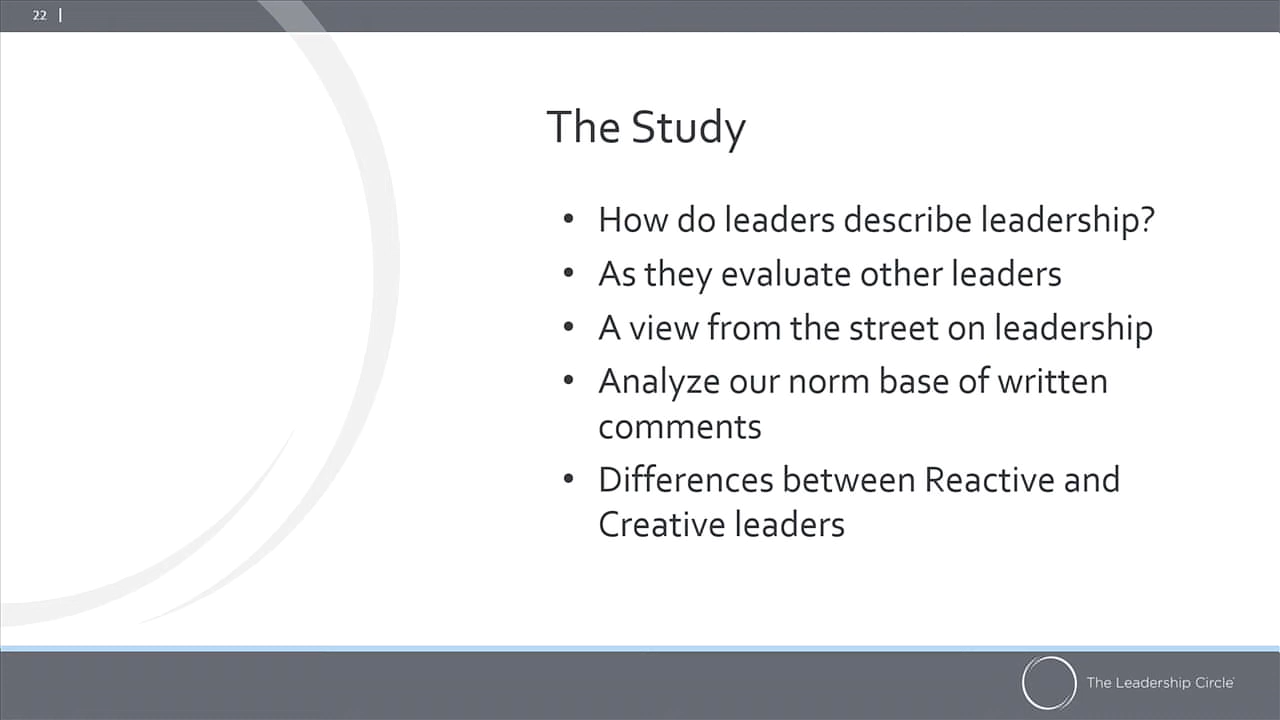 22 |
The Study
• How do leaders describe leadership?
• As they evaluate other leaders
• A view from the street on leadership
• Analyze our norm base of written
comments
• Differences between Reactive and
Creative leaders
The Leadership Circle